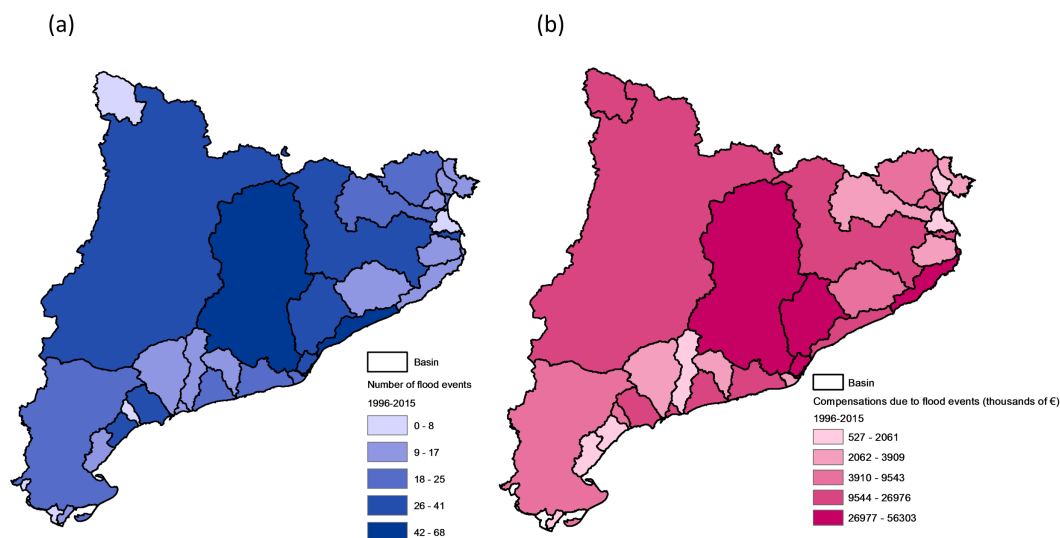 (a)
(b)
Basin
Number of flood events
1996-2015
0 - 8
9 - 17
18 - 25
26 - 41
42 - 68
Basin
Compensations due to flood events (thousands of €)
1996-2015
527 - 2061
2062 - 3909
3910 - 9543
9544 - 26976
26977 - 56303